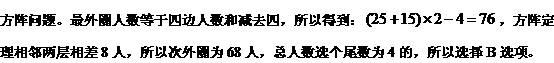 方阵问题。最外圈人数等于四边人数和减去四，所以得到：(25+15)×2−4=76，方阵定
理相邻两层相差 8 人，所以次外圈为 68 人，总人数选个尾数为 4 的，所以选择 B 选项。